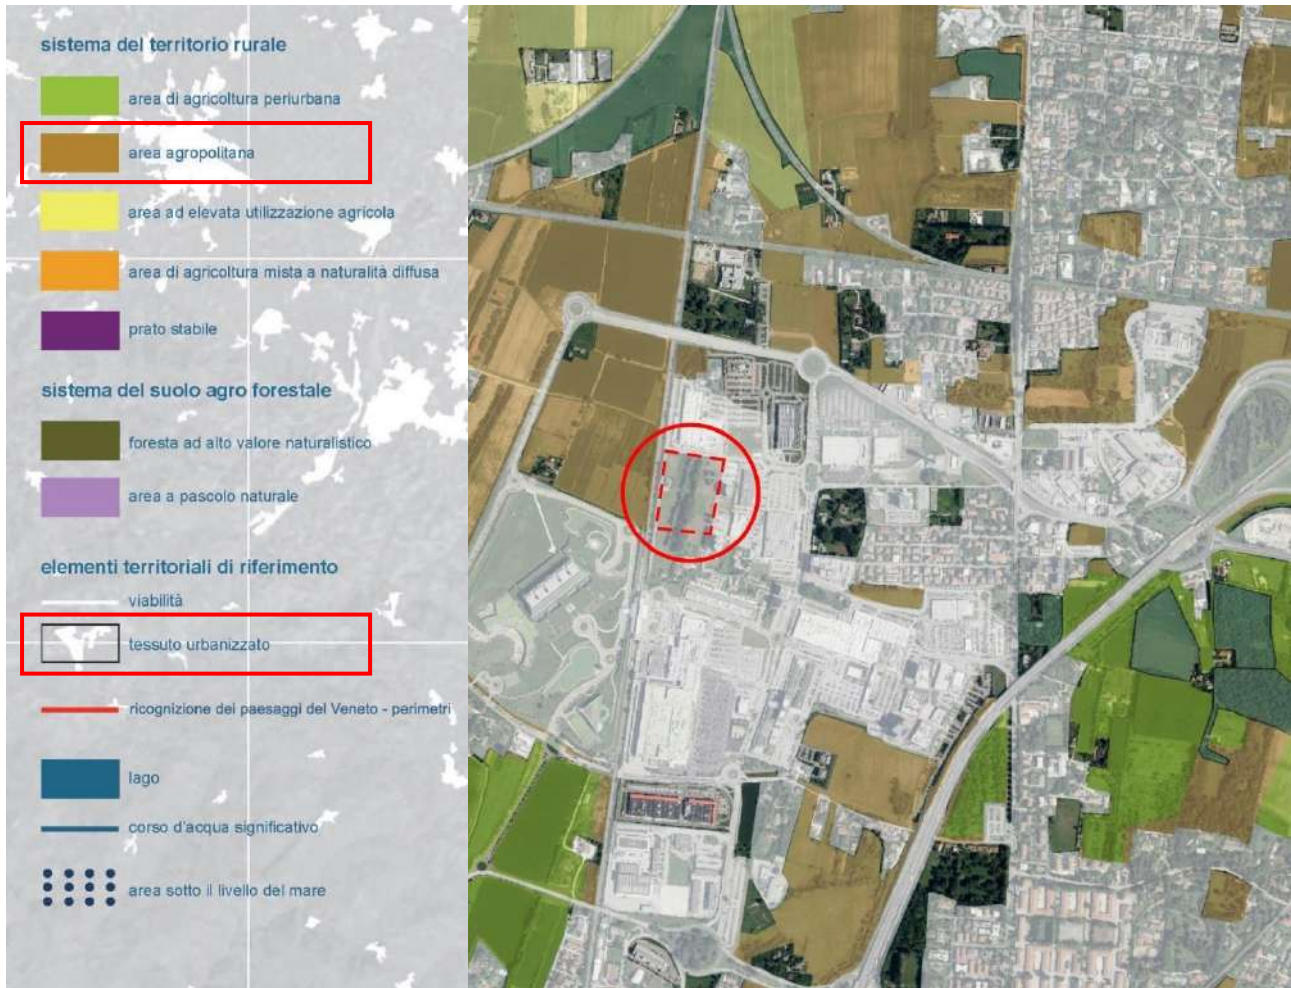 sistema del territorio rurale
area di agricoltura periurbana
area agropolitana
area ad elevata utilizzazione agricola
area di agricoltura mista a naturalità diffusa
prato stabile
sistema del suolo agro forestale
foresta ad alto valore naturalistico
area a pascolo naturale
elementi territoriali di riferimento
viabilità
tessuto urbanizzato
ricognizione dei paesaggi del Veneto - perimetri
lago
corso d'acqua significativo
area sotto il livello del mare